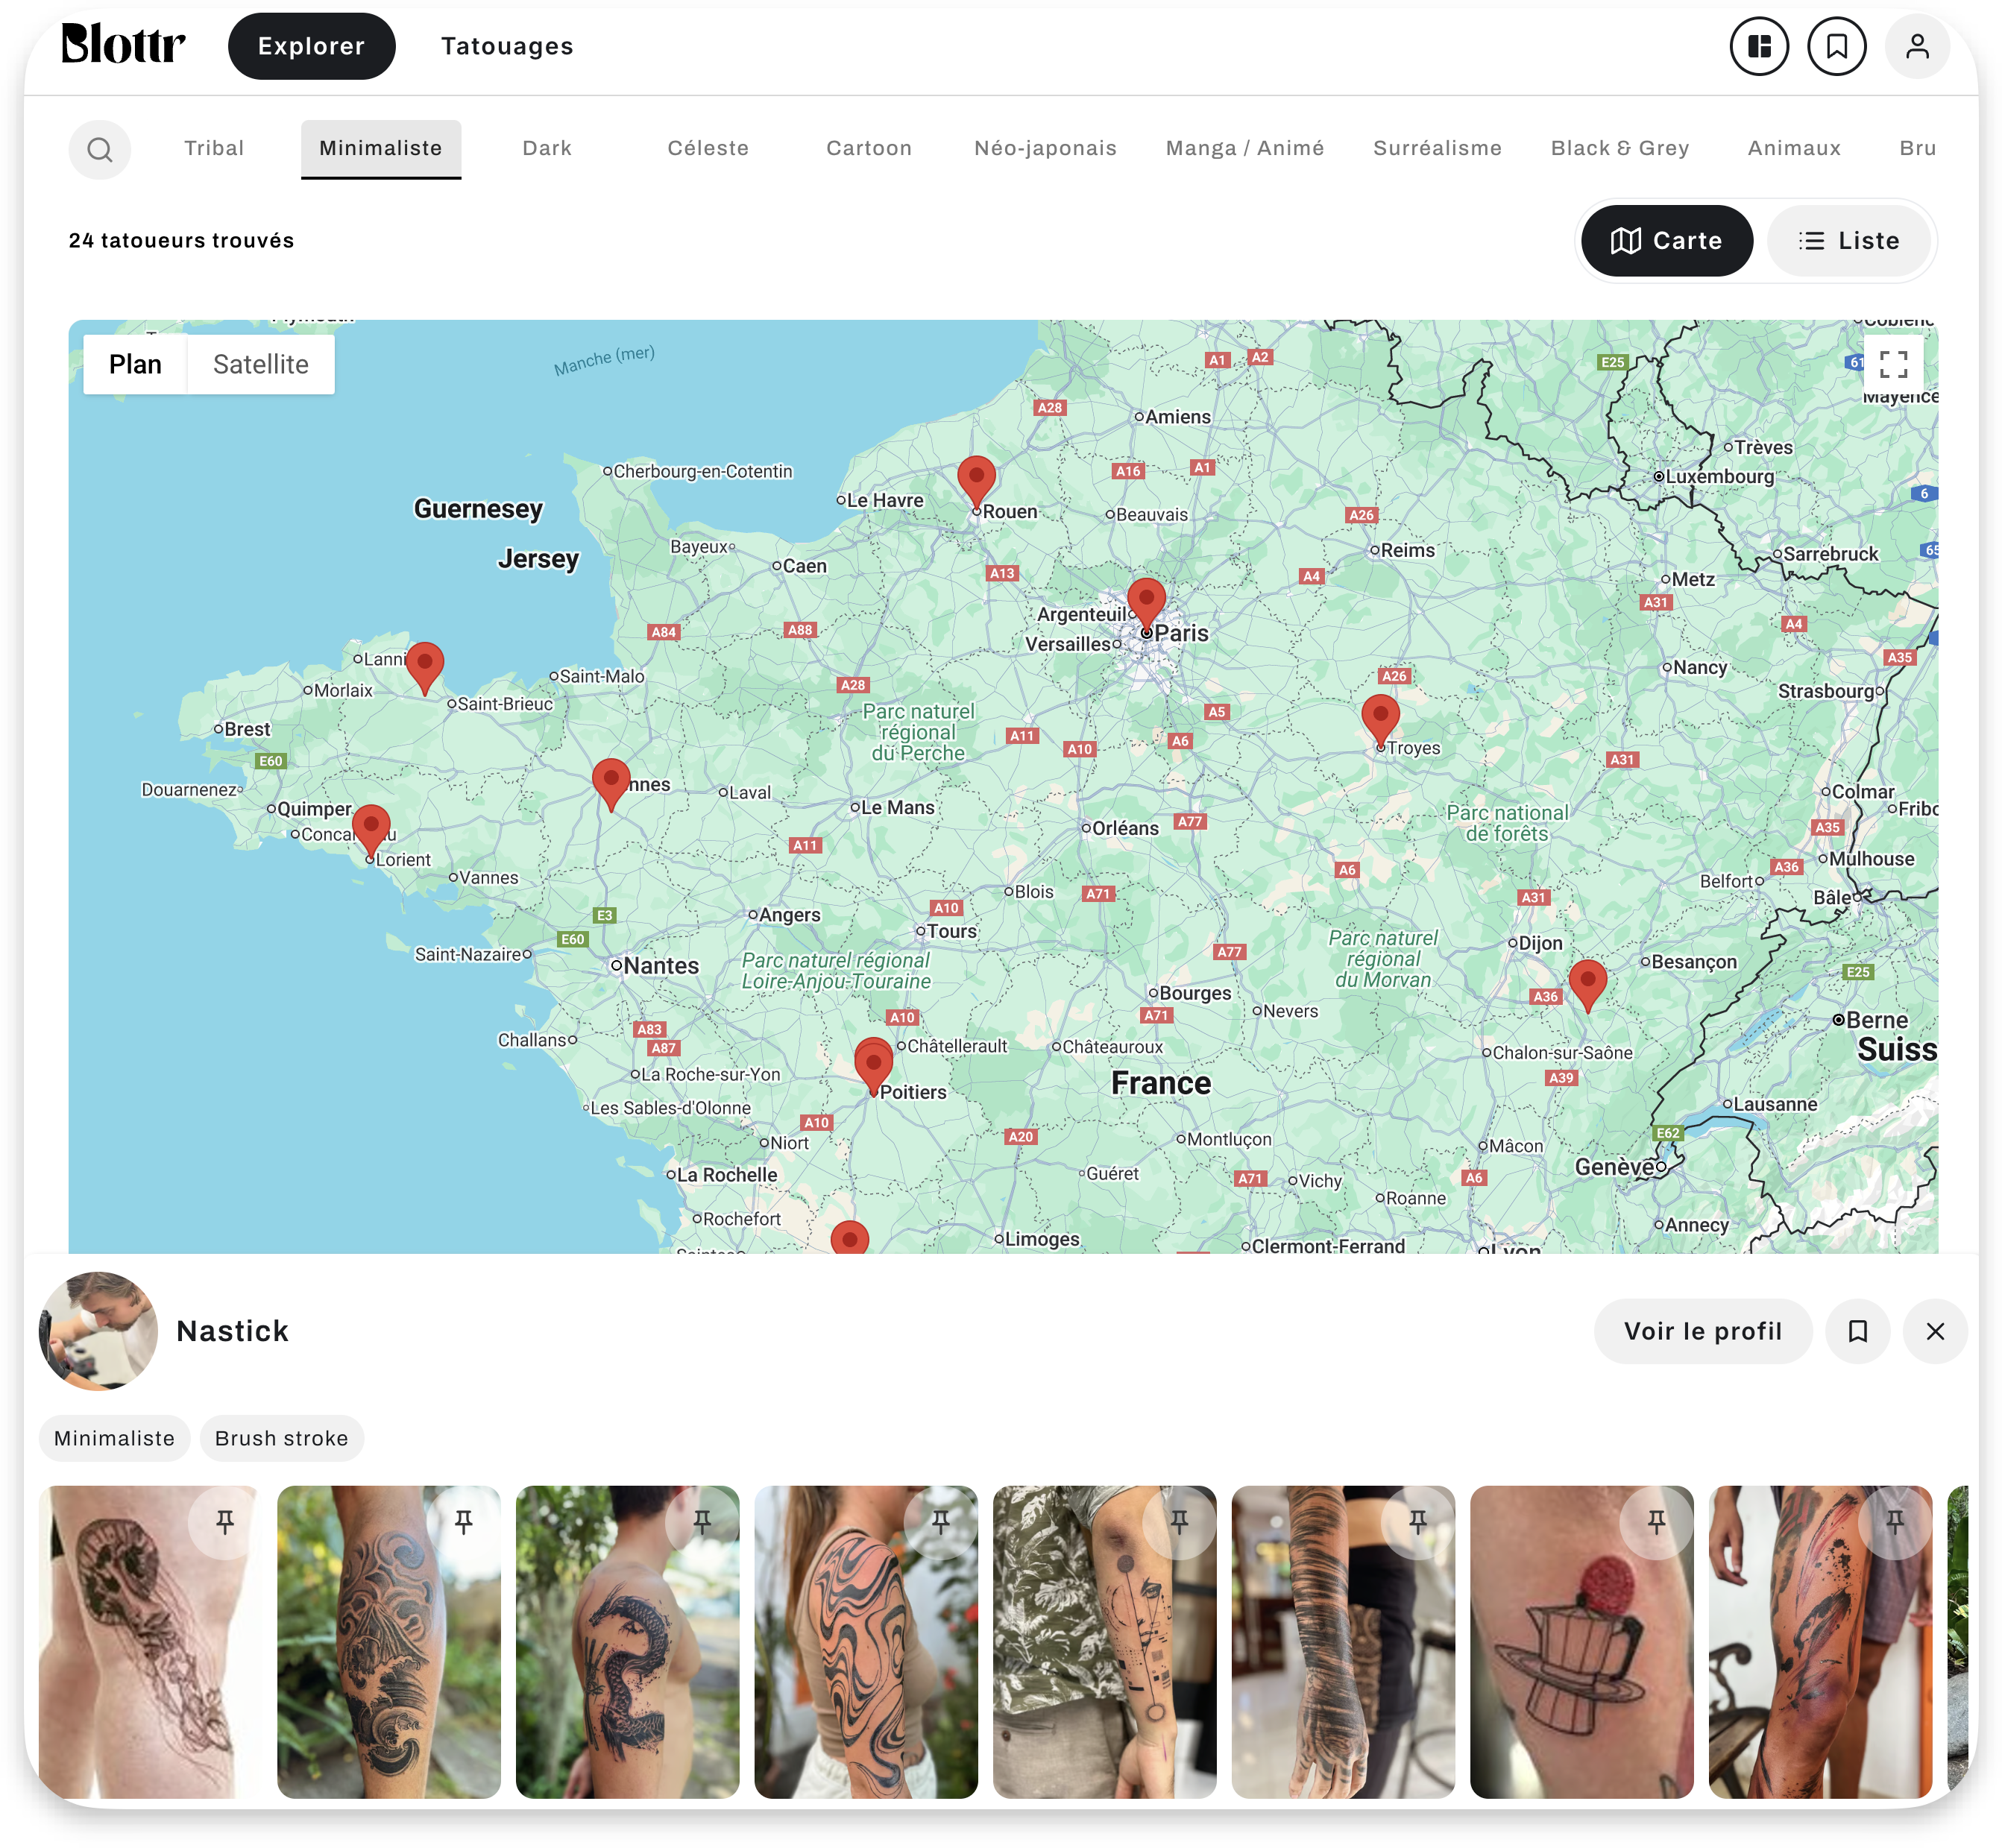 Blottr
Explorer
Tatouages
Tribal
Minimaliste
Dark
Céleste
Cartoon
Néo-japonais
Manga / Animé
Surréalisme
Black & Grey
Animaux
Bru
24 tatoueurs trouvés
Carte
Liste
Plan
Satellite
Manche (mer)
A1
A2
E25
61
Mayence
A28
Amiens
Trèves
Cherbourg-en-Cotentin
A16
A1
Luxembourg
Le Havre
6
Guernesey
Rouen
Beauvais
A26
Bayeux
Reims
Sarrebruck
65
Jersey
Caen
A13
A4
Metz
A31
Argenteuil
A84
A88
Paris
A4
Versailles
Lanni
A35
Nancy
Saint-Malo
A26
A28
Morlaix
Strasbourg
Saint-Brieuc
Parc naturel
régional
du Perche
A5
Brest
A11
A10
A6
Troyes
E60
A31
nnes
Laval
Douarnenez
Colmar
Quimper
Le Mans
Fribo
Parc national
de forêts
Orléans
A77
A35
Concar
u
A11
Lorient
Mulhouse
A6
A36
Vannes
Belfort
Blois
A71
A31
Bâle
A10
E3
Angers
Tours
E60
Parc naturel
régional
du Morvan
Dijon
A77
Saint-Nazaire
Nantes
Parc naturel régional
Loire-Anjou-Touraine
Besançon
E25
Bourges
A36
Nevers
A71
A10
Berne
A83
Challans
A87
Châtellerault
Châteauroux
Suiss
Chalon-sur-Saône
La Roche-sur-Yon
A39
France
Poitiers
Les Sables-d'Olonne
Lausanne
A10
A20
E62
Niort
Montluçon
Mâcon
La Rochelle
Guéret
Genève
A71
Vichy
A6
Roanne
Rochefort
Annecy
Limoges
Clermont-Ferrand
Lyon
Nastick
Voir le profil
Minimaliste
Brush stroke